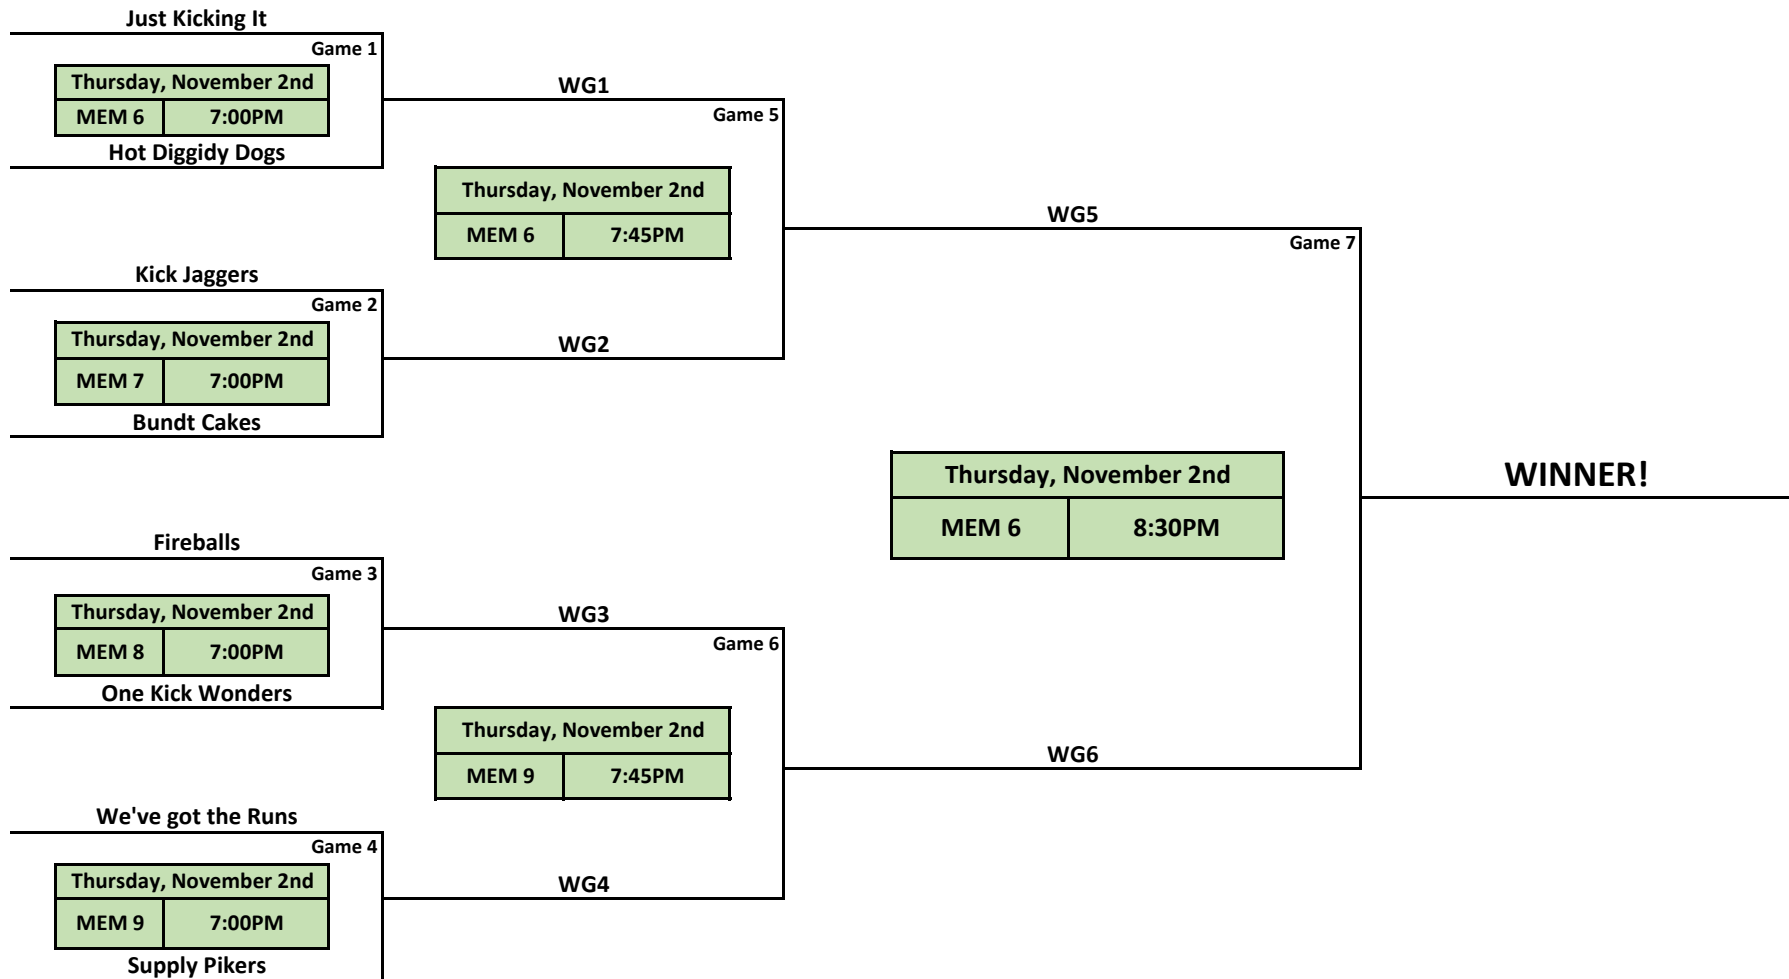 Just Kicking It
Game 1
Thursday, November 2nd
MEM 6 7:00PM
Hot Diggidy Dogs
WG1
Game 5
Thursday, November 2nd
MEM 6 7:45PM
WG5
Game 7
Kick Jaggers
Game 2
Thursday, November 2nd
MEM 7 7:00PM
Bundt Cakes
WG2
Thursday, November 2nd
MEM 6 8:30PM
WINNER!
Fireballs
Game 3
Thursday, November 2nd
MEM 8 7:00PM
One Kick Wonders
WG3
Game 6
Thursday, November 2nd
MEM 9 7:45PM
WG6
We've got the Runs
Game 4
Thursday, November 2nd
MEM 9 7:00PM
Supply Pikers
WG4